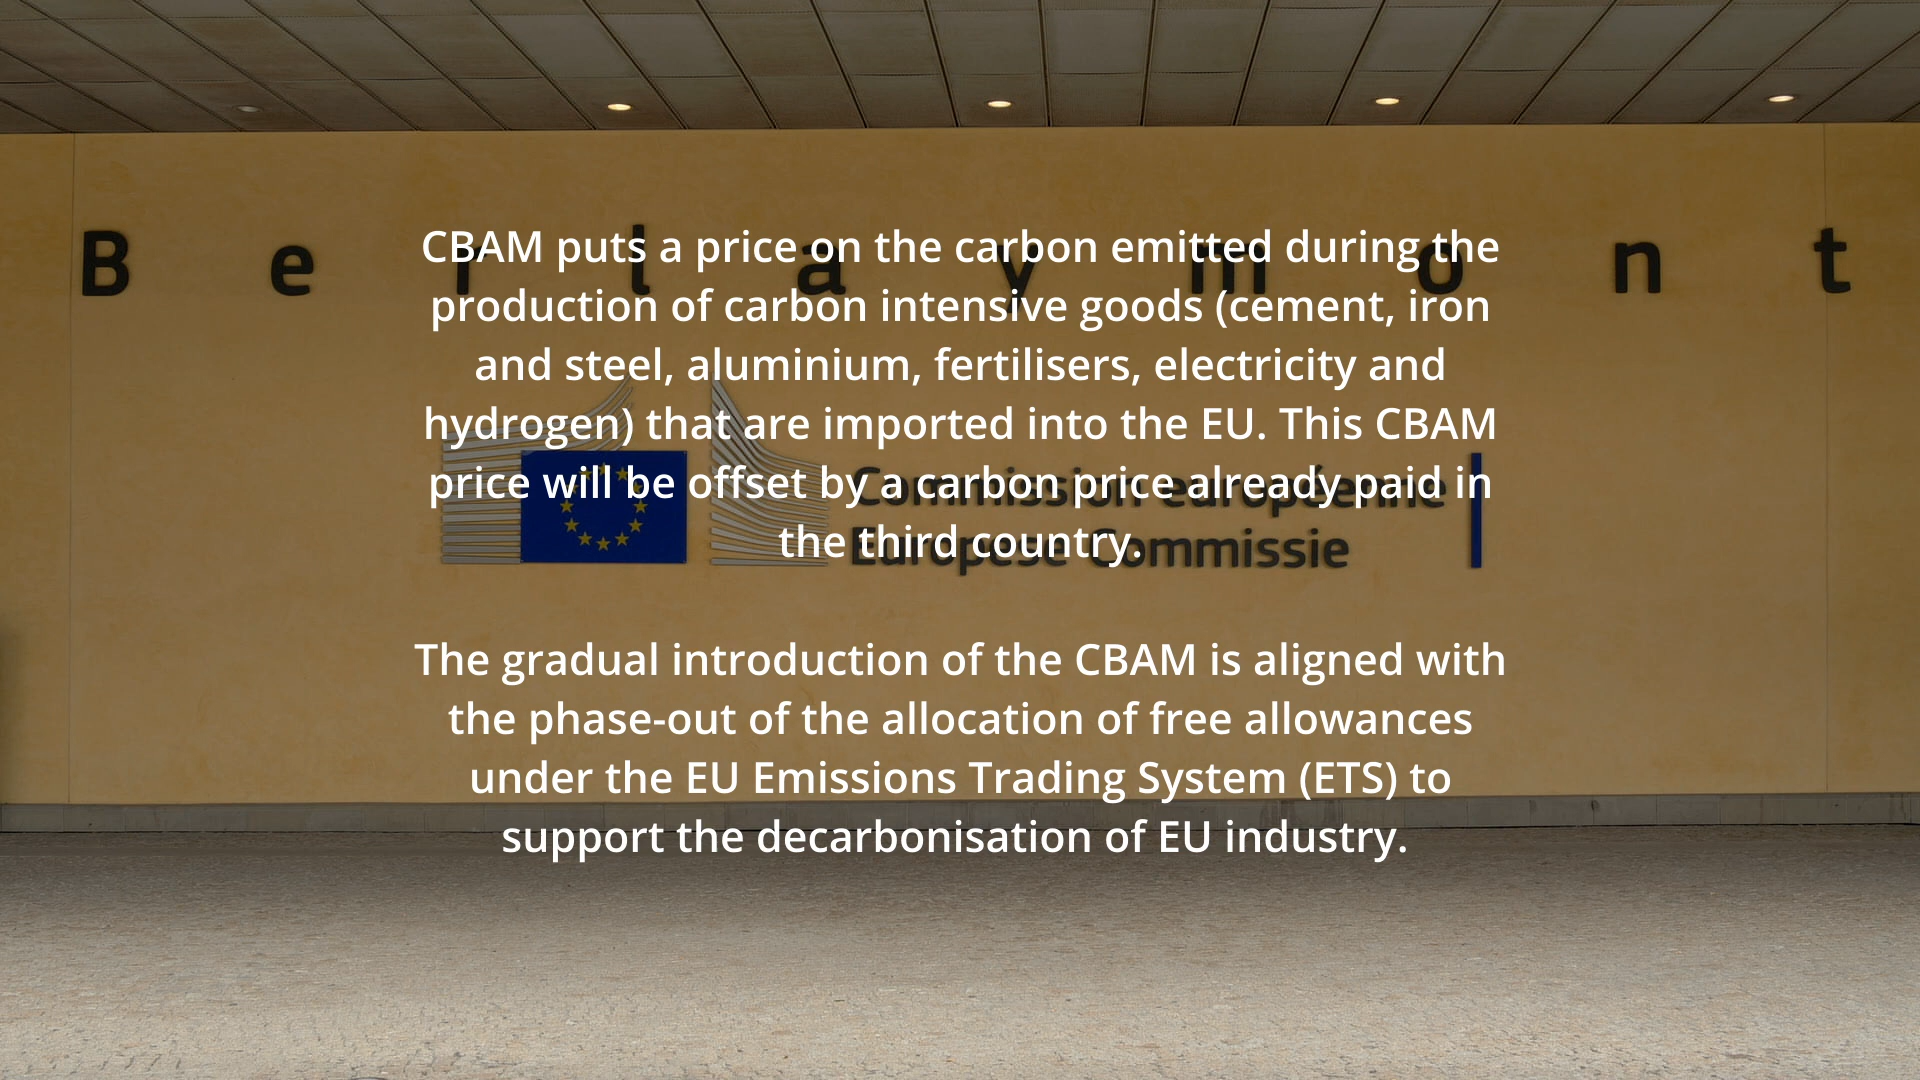 Berlaymont
CBAM puts a price on the carbon emitted during the
production of carbon intensive goods (cement, iron
and steel, aluminium, fertilisers, electricity and
hydrogen) that are imported into the EU. This CBAM
price will be offset by a carbon price already paid in
the third country.
Commission européenne
Europese Commissie
The gradual introduction of the CBAM is aligned with
the phase-out of the allocation of free allowances
under the EU Emissions Trading System (ETS) to
support the decarbonisation of EU industry.